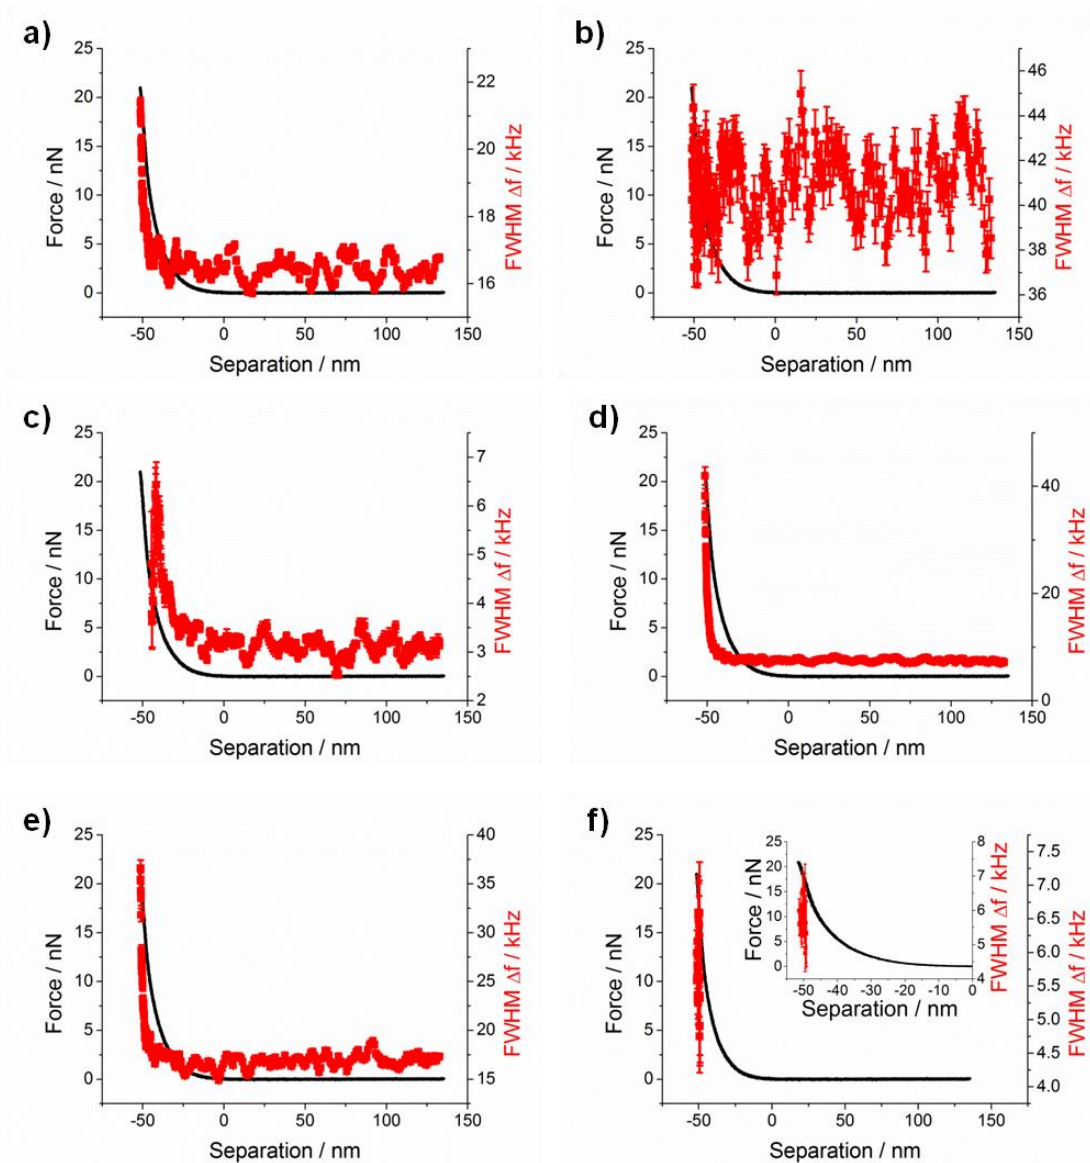 a)
25
20
15
10
5
0
Force / nN
22
20
18
16
FWHM Δf / kHz
-50 0 50 100 150
Separation / nm
b)
25
20
15
10
5
0
Force / nN
46
44
42
40
38
36
FWHM Δf / kHz
-50 0 50 100 150
Separation / nm
c)
25
20
15
10
5
0
Force / nN
7
6
5
4
3
2
FWHM Δf / kHz
-50 0 50 100 150
Separation / nm
d)
25
20
15
10
5
0
Force / nN
40
20
0
FWHM Δf / kHz
-50 0 50 100 150
Separation / nm
e)
25
20
15
10
5
0
Force / nN
40
35
30
25
20
15
FWHM Δf / kHz
-50 0 50 100 150
Separation / nm
f)
25
20
15
10
5
0
Force / nN
7.5
7.0
6.5
6.0
5.5
5.0
4.5
4.0
FWHM Δf / kHz
-50 0 50 100 150
Separation / nm
25
20
15
10
5
0
Force / nN
8
7
6
5
4
FWHM Δf / kHz
-50 -40 -30 -20 -10 0
Separation / nm